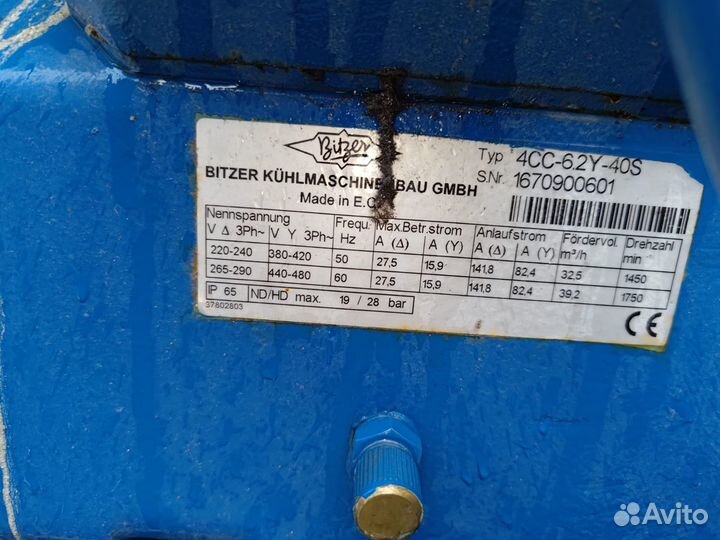 Bitzer
BITZER KÜHLMASCHINENBAU GMBH
Made in E.C.
Typ 4CC-6.2Y-40S
S.Nr. 1670900601
Nennspannung Frequ. Max.Betr.strom Anlaufstrom Fördervol. Drehzahl
V Δ 3Ph~ V Y 3Ph~ Hz A (Δ) A (Y) A (Δ) A (Y) m³/h min
220-240 380-420 50 27,5 15,9 141,8 82,4 32,5 1450
265-290 440-480 60 27,5 15,9 141,8 82,4 39,2 1750
IP 65 ND/HD max. 19 / 28 bar
37802803
CE
Avito